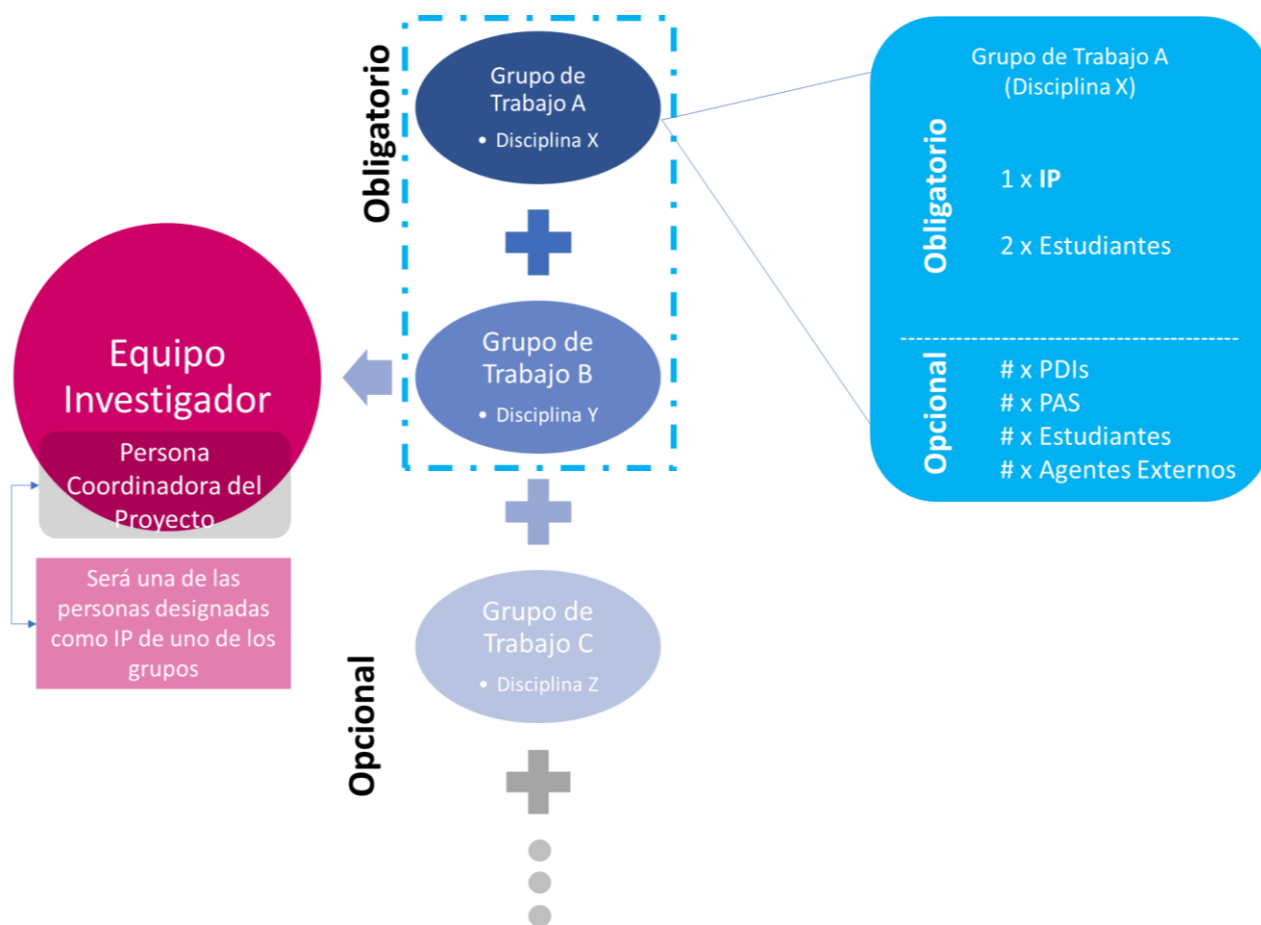 Obligatorio
Grupo de
Trabajo A
• Disciplina X
Grupo de
Trabajo B
• Disciplina Y
Opcional
Grupo de
Trabajo C
• Disciplina Z
Equipo
Investigador
Persona
Coordinadora del
Proyecto
Será una de las
personas designadas
como IP de uno de los
grupos
Grupo de Trabajo A
(Disciplina X)
Obligatorio
1 x IP
2 x Estudiantes
Opcional
# x PDIs
# x PAS
# x Estudiantes
# x Agentes Externos